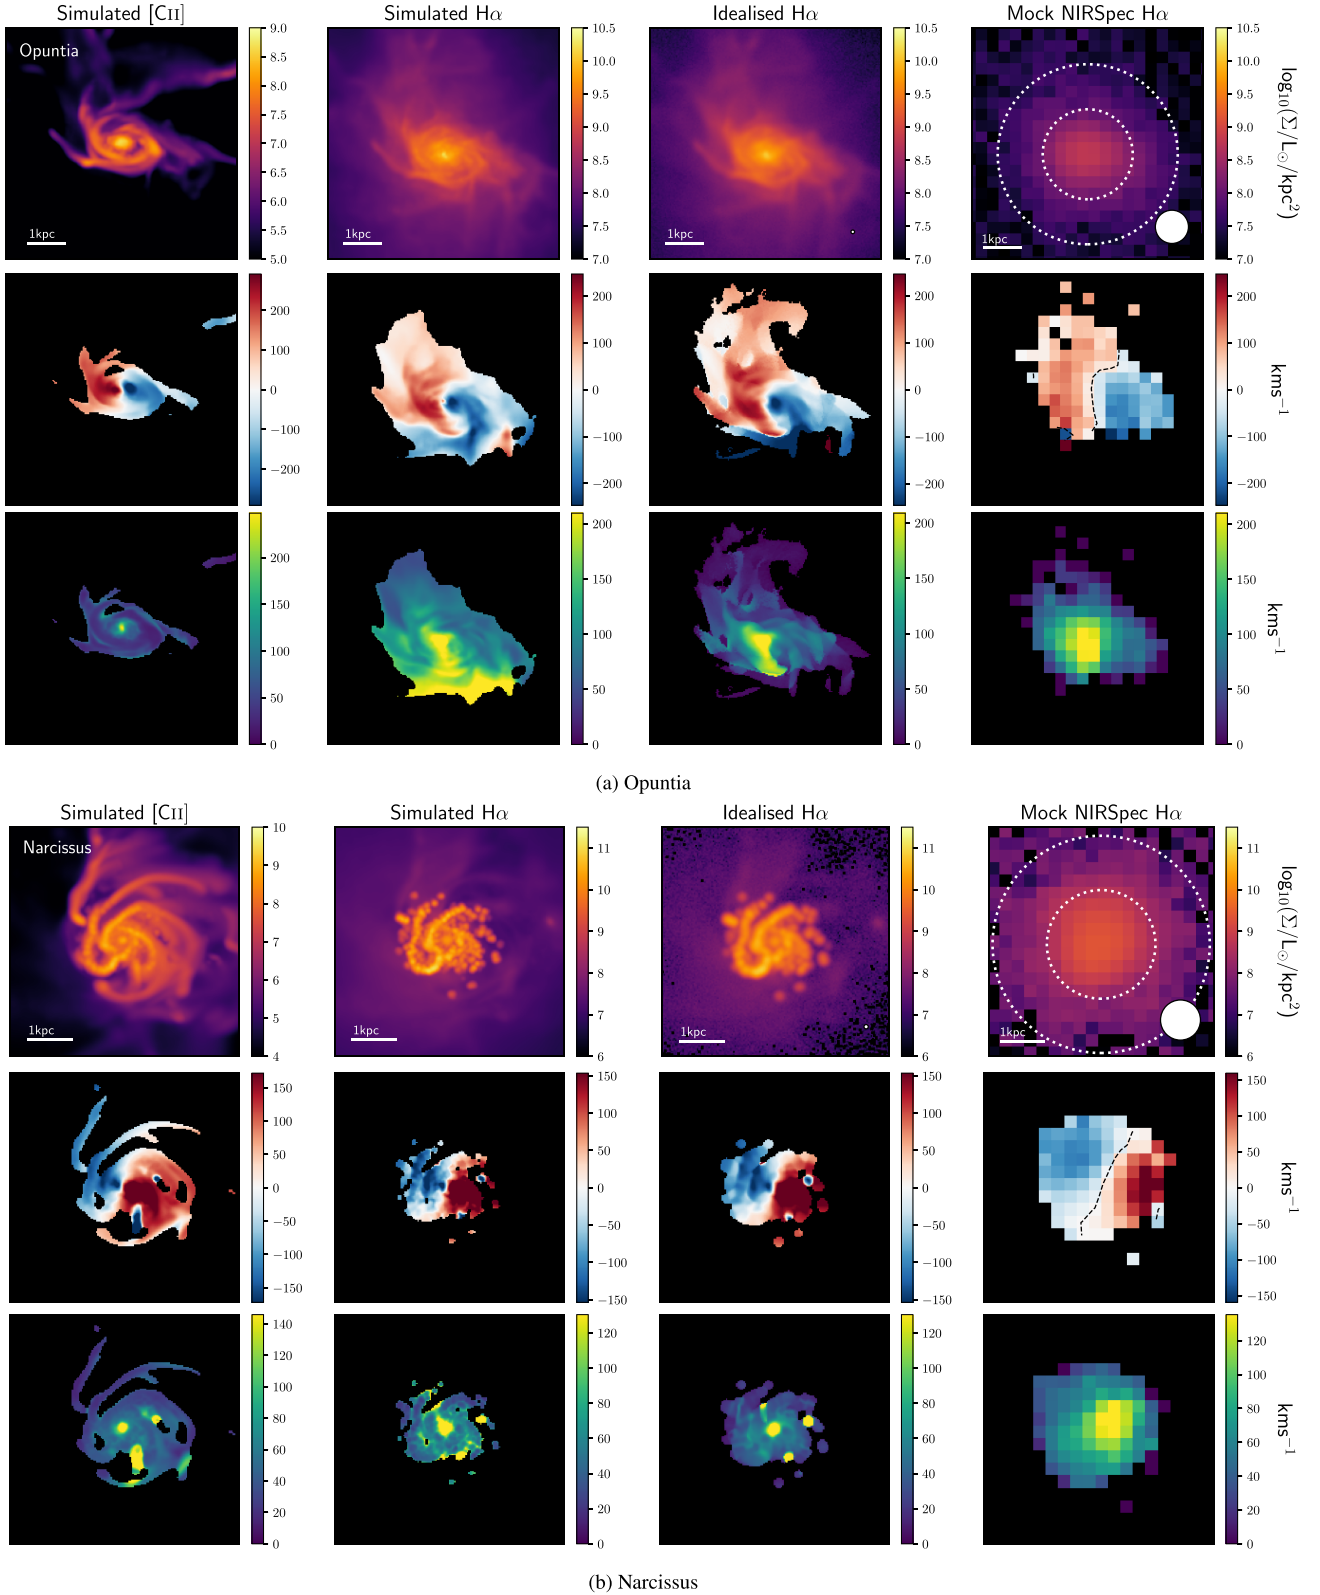 Simulated [CII] Simulated Hα Idealised Hα Mock NIRSpec Hα
Opuntia
9.0 10.5 10.5 10.5
8.5 10.0 10.0 10.0
8.0 9.5 9.5 9.5
7.5
7.0 9.0 9.0 9.0
6.5 8.5 8.5 8.5
6.0 8.0 8.0 8.0
5.5 7.5 7.5 7.5
5.0 7.0 7.0 7.0
log₁₀(Σ/L⊙/kpc²)
1kpc 1kpc 1kpc 1kpc
200 200 200 200
100 100 100 100
0 0 0 0
−100 −100 −100 −100
−200 −200 −200 −200
kms⁻¹
200 200 200 200
150 150 150 150
100 100 100 100
50 50 50 50
0 0 0 0
kms⁻¹
(a) Opuntia
Simulated [CII] Simulated Hα Idealised Hα Mock NIRSpec Hα
Narcissus
10 11 11 11
9 10 10 10
8 9 9 9
7
6 8 8 8
5 7 7 7
4 6 6 6
log₁₀(Σ/L⊙/kpc²)
1kpc 1kpc 1kpc 1kpc
150 150 150 150
100 100 100 100
50 50 50 50
0 0 0 0
−50 −50 −50 −50
−100 −100 −100 −100
−150 −150 −150 −150
kms⁻¹
140
120 120 120 120
100 100 100 100
80 80 80 80
60 60 60 60
40 40 40 40
20 20 20 20
0 0 0 0
kms⁻¹
(b) Narcissus